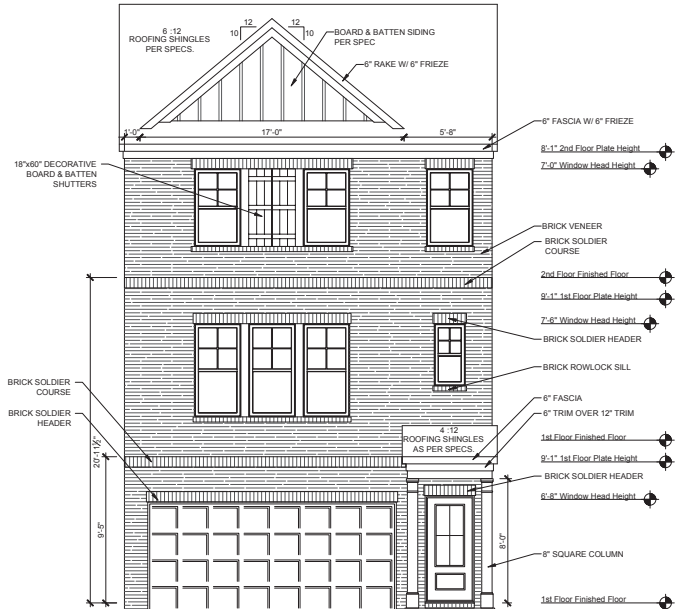 6 :12
ROOFING SHINGLES
PER SPECS.
12
10
12
10
BOARD & BATTEN SIDING
PER SPEC
6" RAKE W/ 6" FRIEZE
6" FASCIA W/ 6" FRIEZE
1'-0"
17'-0"
5'-8"
8'-1" 2nd Floor Plate Height
7'-0" Window Head Height
18"x60" DECORATIVE
BOARD & BATTEN
SHUTTERS
BRICK VENEER
BRICK SOLDIER
COURSE
2nd Floor Finished Floor
9'-1" 1st Floor Plate Height
7'-6" Window Head Height
BRICK SOLDIER HEADER
BRICK ROWLOCK SILL
BRICK SOLDIER
COURSE
6" FASCIA
6" TRIM OVER 12" TRIM
BRICK SOLDIER
HEADER
4 :12
ROOFING SHINGLES
AS PER SPECS.
1st Floor Finished Floor
9'-1" 1st Floor Plate Height
20'-11½"
BRICK SOLDIER HEADER
6'-8" Window Head Height
9'-5"
8'-0"
8" SQUARE COLUMN
1st Floor Finished Floor